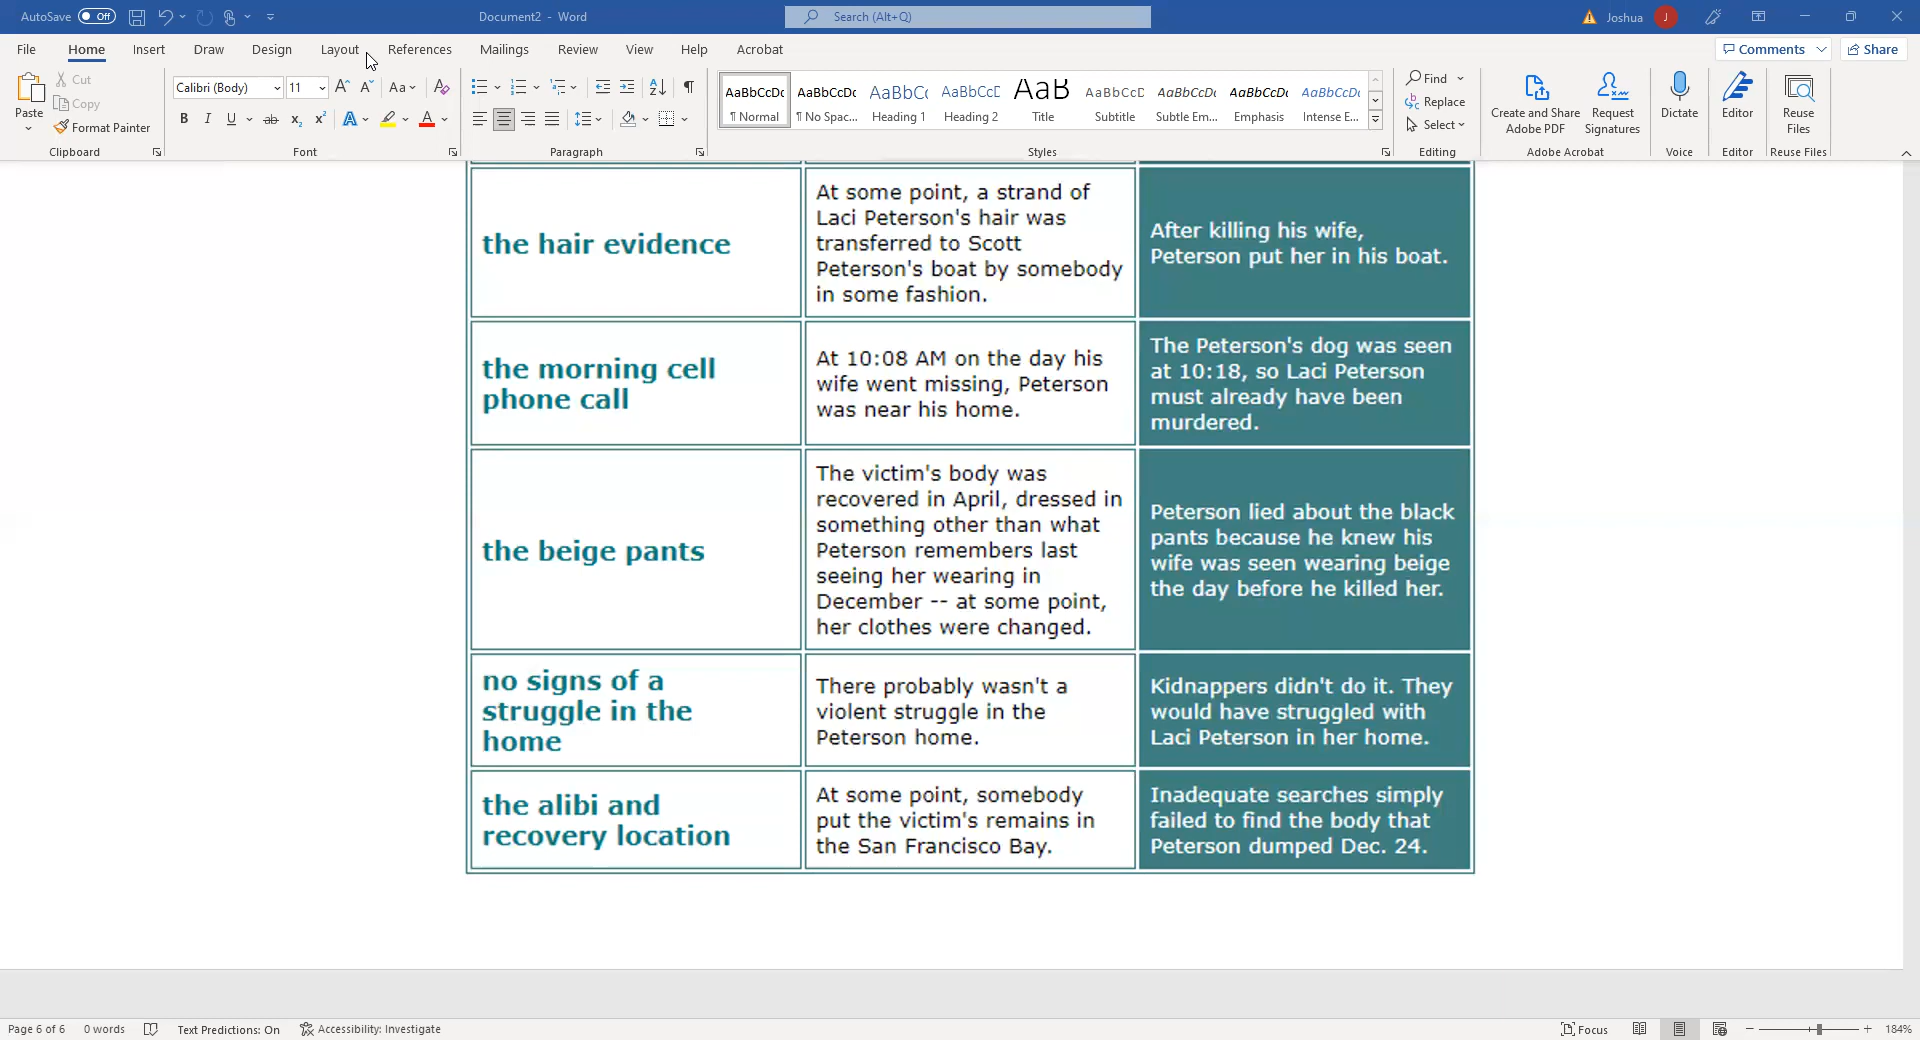 AutoSave Off
Document2 - Word
Search (Alt+Q)
Joshua J
File Home Insert Draw Design Layout References Mailings Review View Help Acrobat
Comments Share
Paste
Cut
Copy
Format Painter
Clipboard
Calibri (Body) 11
Font
Paragraph
AaBbCcDc
¶ Normal
AaBbCcDc
¶ No Spac...
AaBbCc
Heading 1
AaBbCcD
Heading 2
AaB
Title
AaBbCcD
Subtitle
AaBbCcDc
Subtle Em...
AaBbCcDc
Emphasis
AaBbCcDc
Intense E...
Styles
Find
Replace
Select
Editing
Create and Share
Adobe PDF
Request
Signatures
Adobe Acrobat
Dictate
Voice
Editor
Editor
Reuse
Files
Reuse Files
the hair evidence
At some point, a strand of
Laci Peterson's hair was
transferred to Scott
Peterson's boat by somebody
in some fashion.
After killing his wife,
Peterson put her in his boat.
the morning cell
phone call
At 10:08 AM on the day his
wife went missing, Peterson
was near his home.
The Peterson's dog was seen
at 10:18, so Laci Peterson
must already have been
murdered.
the beige pants
The victim's body was
recovered in April, dressed in
something other than what
Peterson remembers last
seeing her wearing in
December -- at some point,
her clothes were changed.
Peterson lied about the black
pants because he knew his
wife was seen wearing beige
the day before he killed her.
no signs of a
struggle in the
home
There probably wasn't a
violent struggle in the
Peterson home.
Kidnappers didn't do it. They
would have struggled with
Laci Peterson in her home.
the alibi and
recovery location
At some point, somebody
put the victim's remains in
the San Francisco Bay.
Inadequate searches simply
failed to find the body that
Peterson dumped Dec. 24.
Page 6 of 6 0 words Text Predictions: On Accessibility: Investigate
Focus 184%